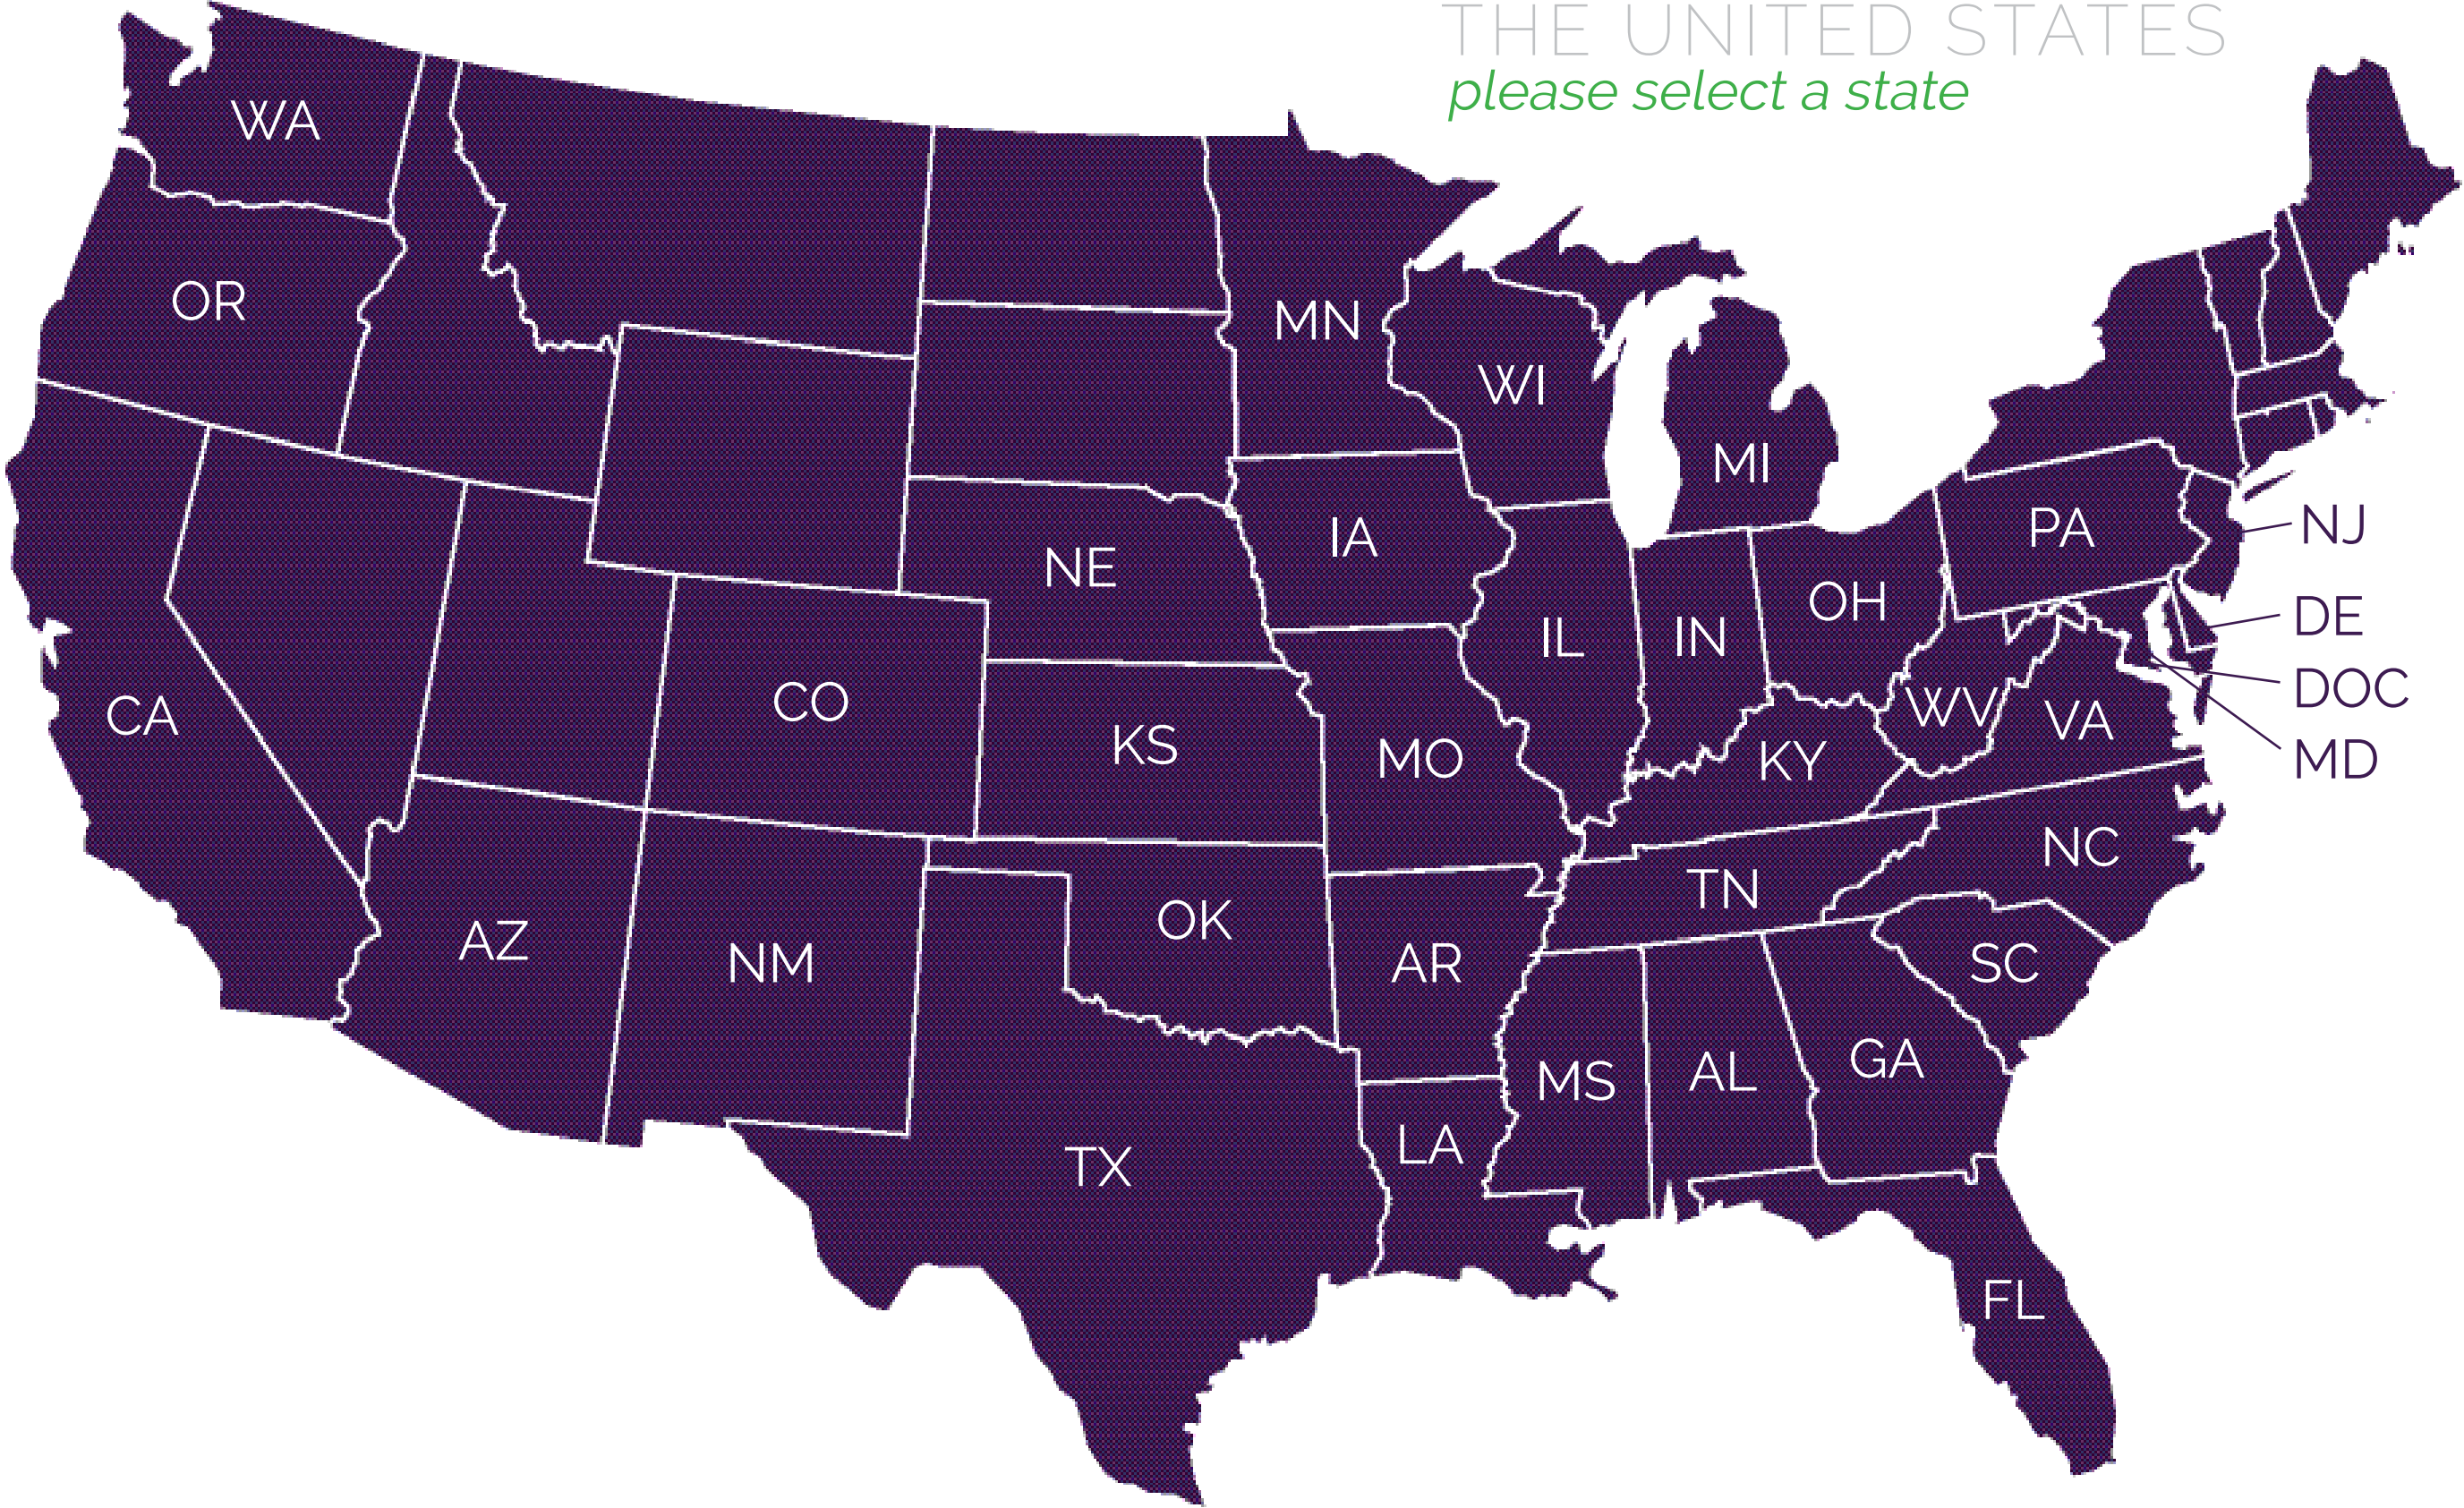 THE UNITED STATES
please select a state
WA
OR
MN
WI
MI
PA
NJ
IA
NE
OH
DE
IL
IN
DOC
CO
CA
WV
VA
KS
MO
KY
MD
NC
TN
OK
AZ
NM
AR
SC
GA
MS
AL
LA
TX
FL